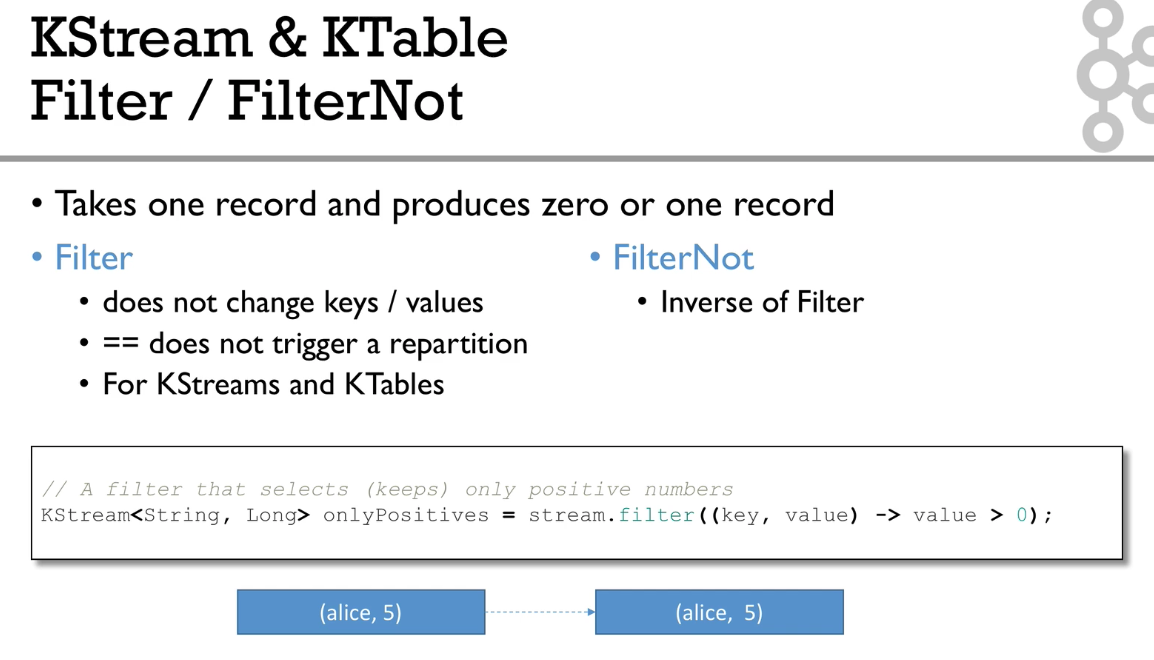 KStream & KTable
Filter / FilterNot
• Takes one record and produces zero or one record
• Filter
• does not change keys / values
• == does not trigger a repartition
• For KStreams and KTables
• FilterNot
• Inverse of Filter
// A filter that selects (keeps) only positive numbers
KStream<String, Long> onlyPositives = stream.filter((key, value) -> value > 0);
(alice, 5)
(alice, 5)